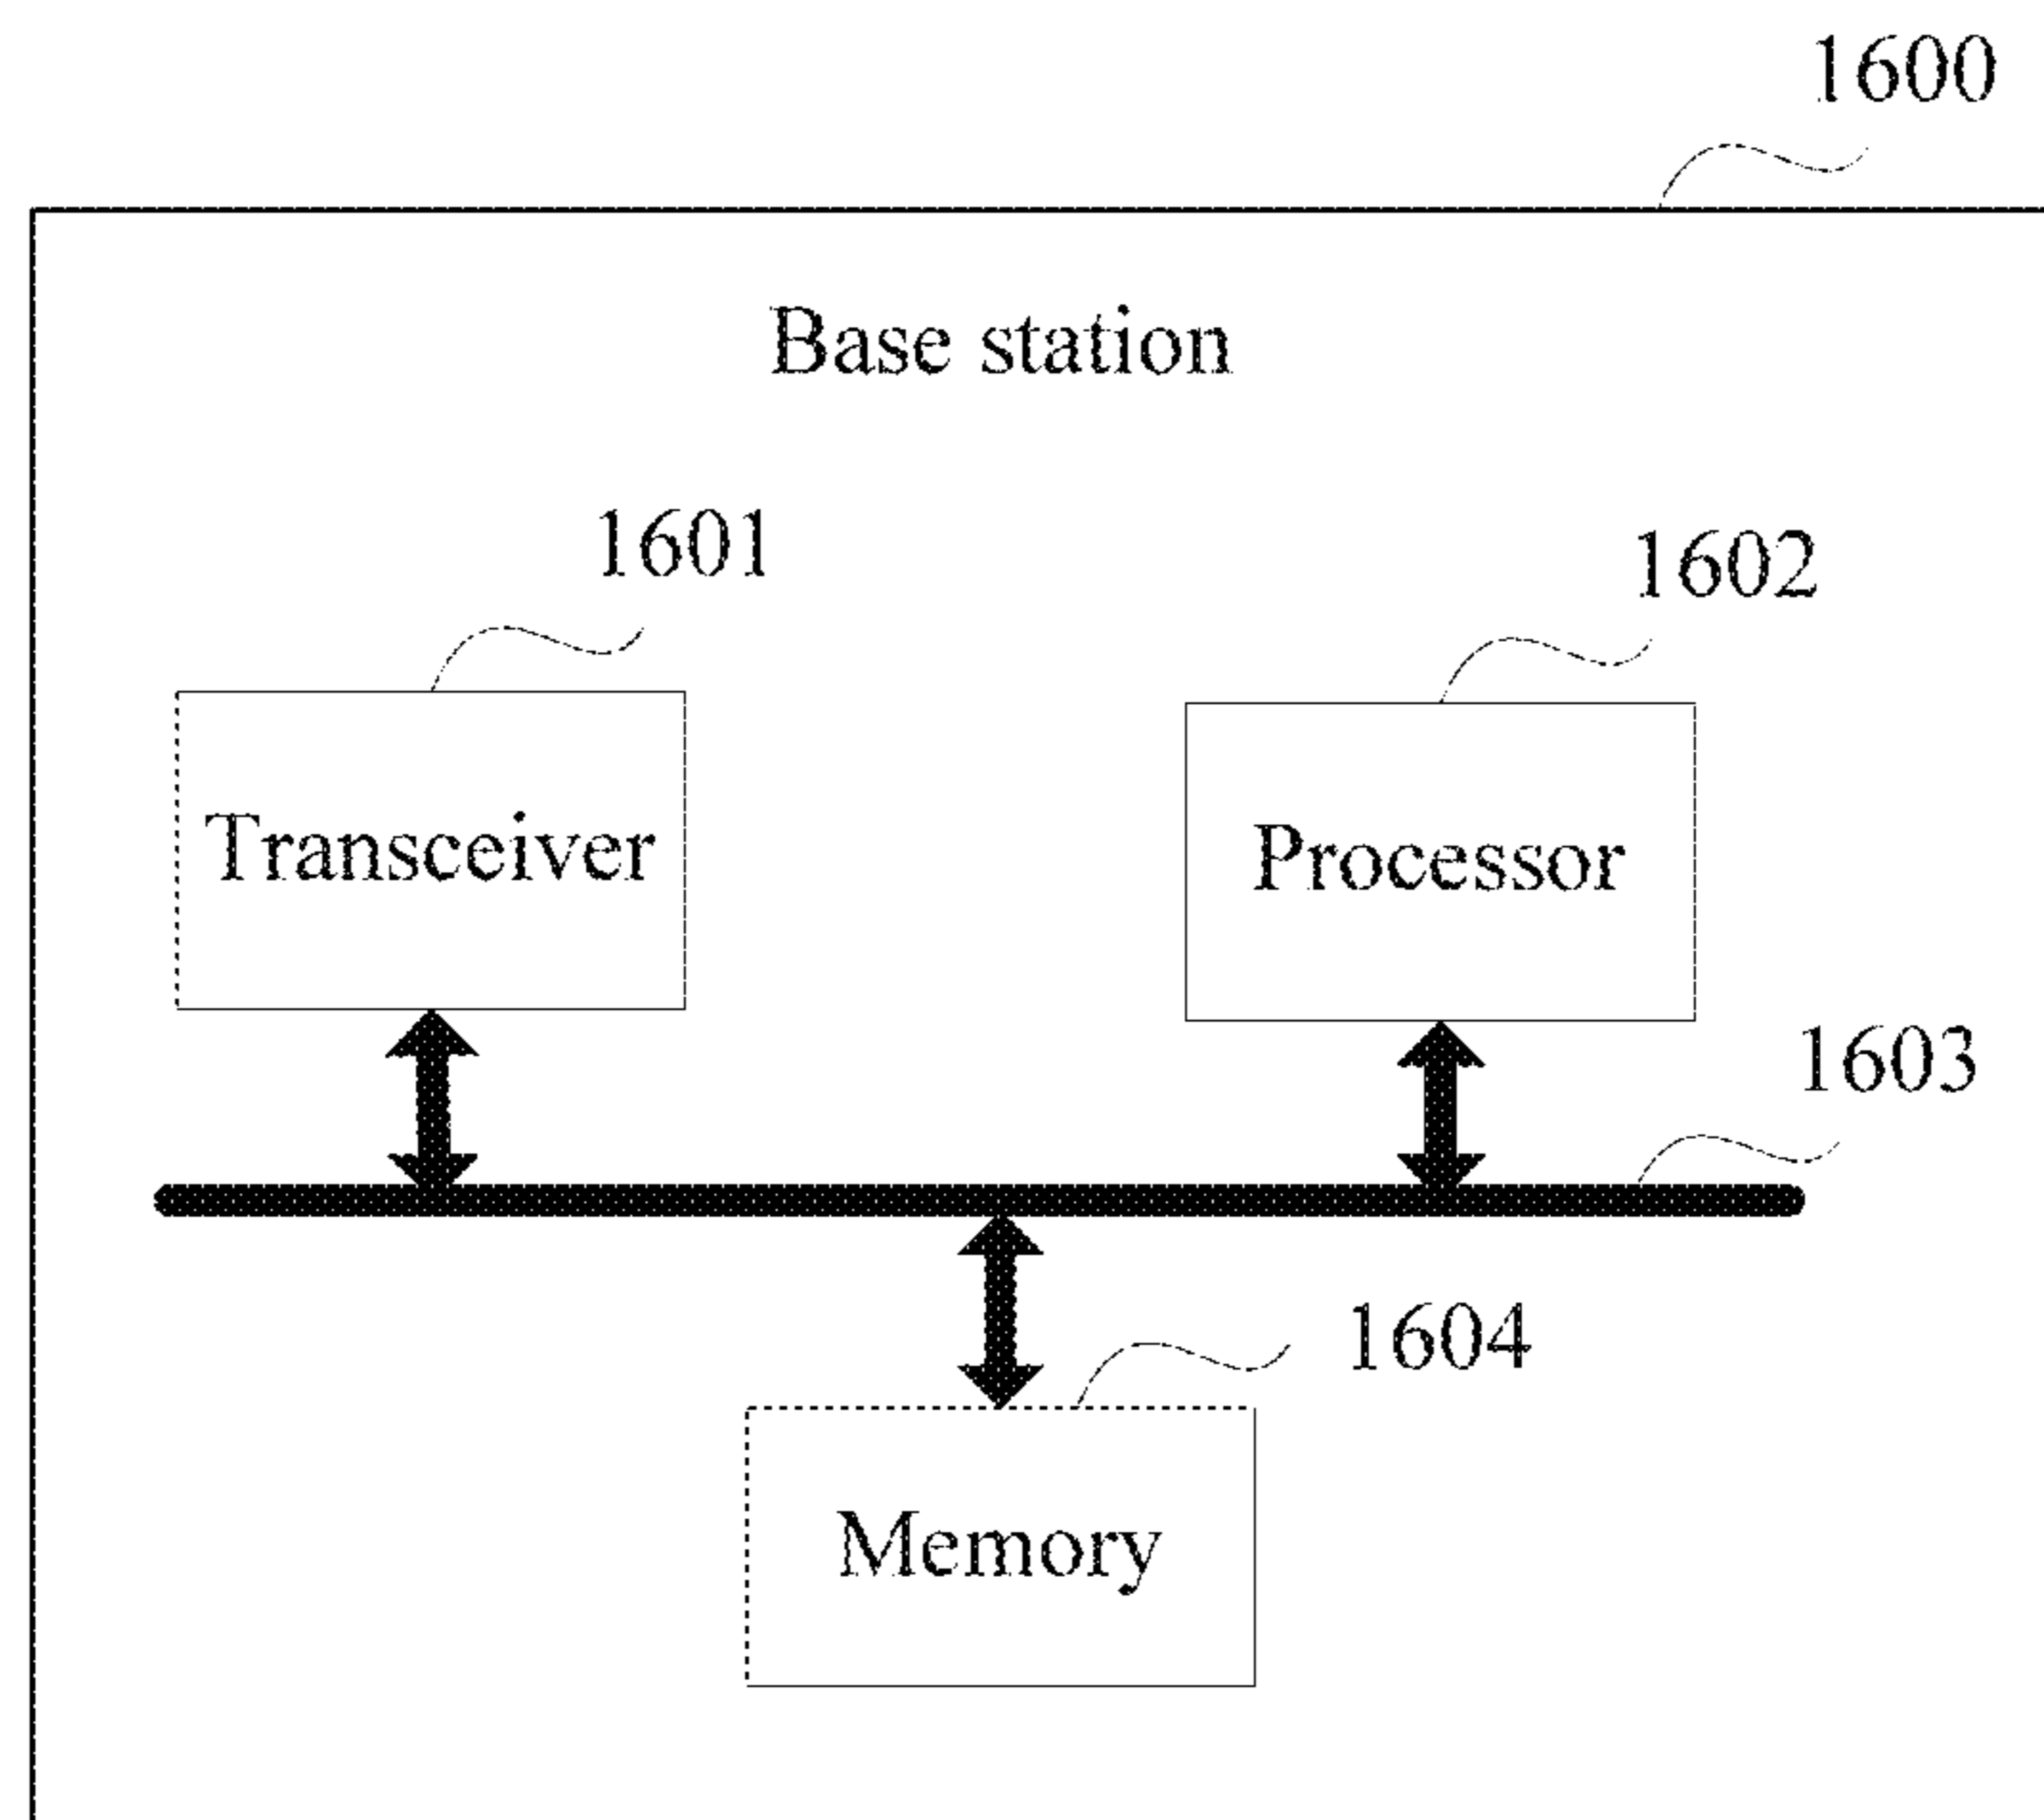 1600
Base station
1601
1602
Transceiver
Processor
1603
1604
Memory